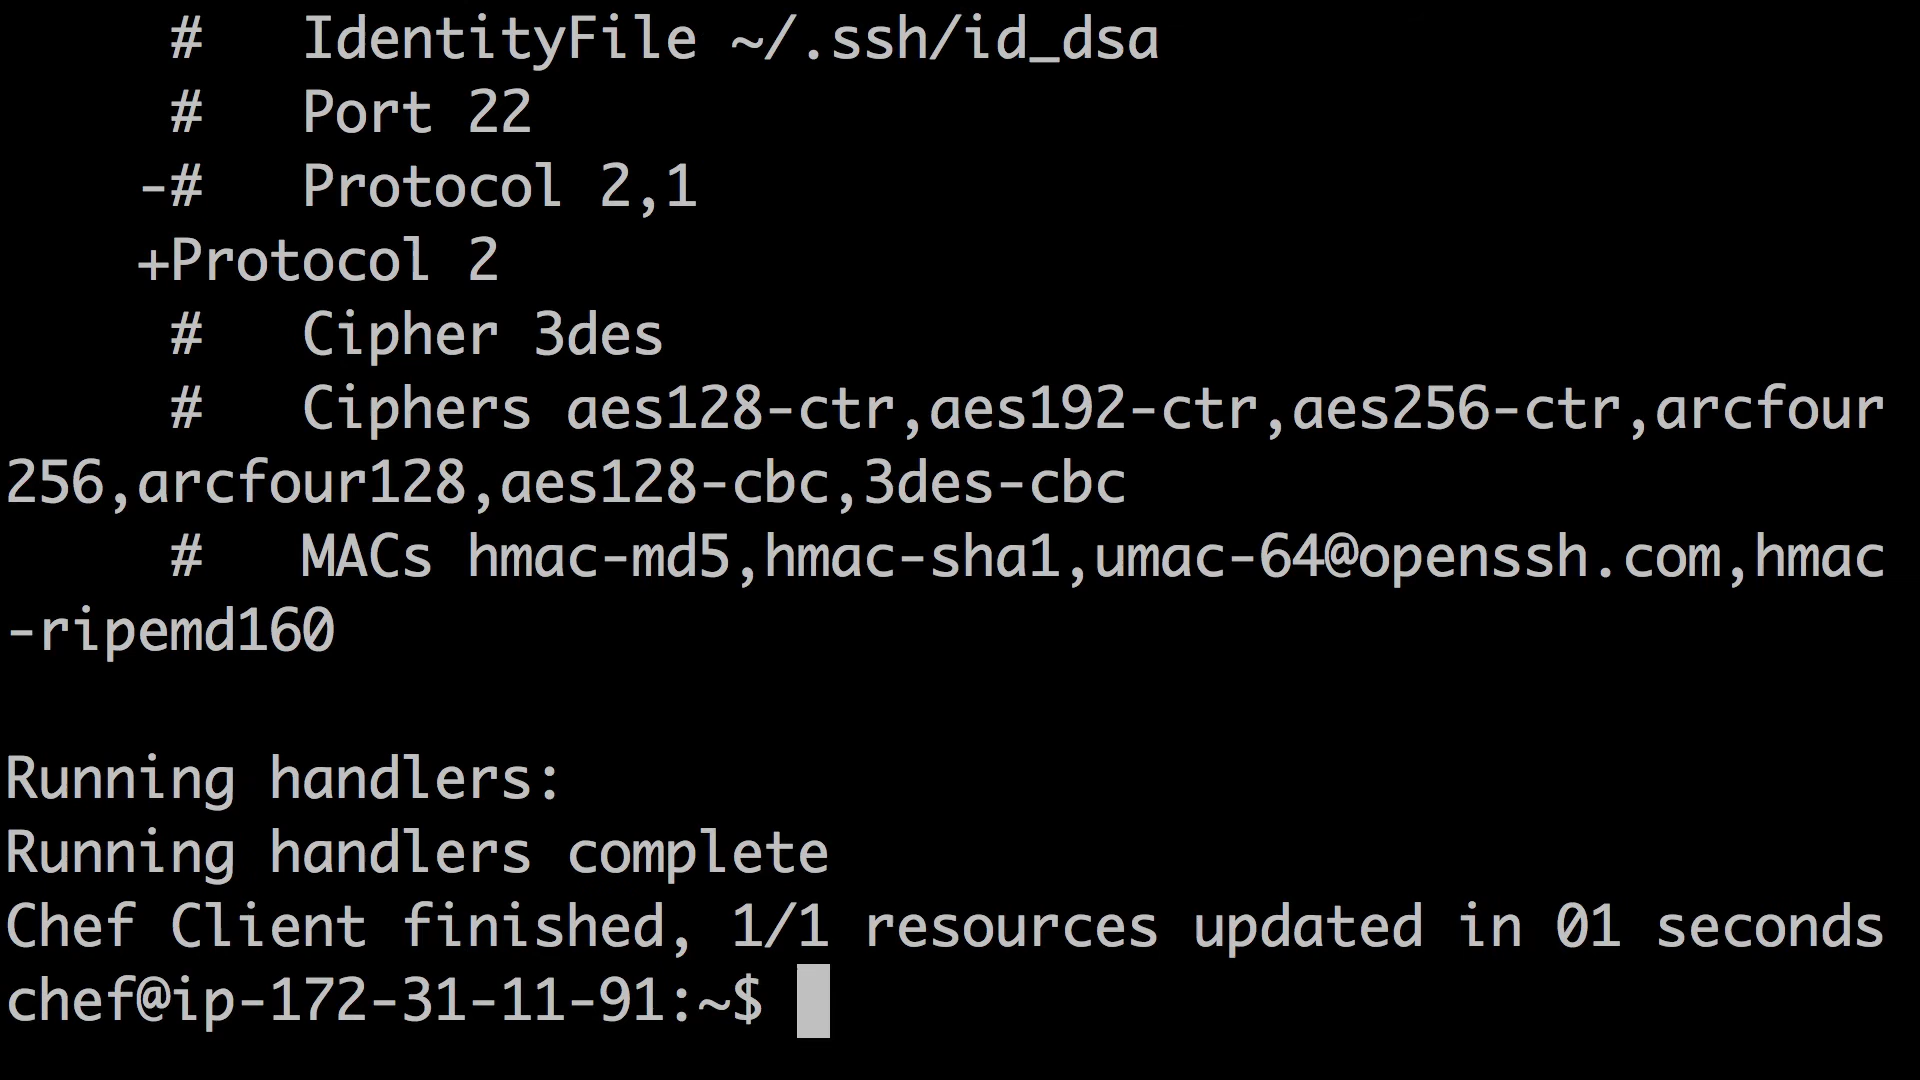 #   IdentityFile ~/.ssh/id_dsa
#   Port 22
-#   Protocol 2,1
+Protocol 2
#   Cipher 3des
#   Ciphers aes128-ctr,aes192-ctr,aes256-ctr,arcfour
256,arcfour128,aes128-cbc,3des-cbc
#   MACs hmac-md5,hmac-sha1,umac-64@openssh.com,hmac
-ripemd160
Running handlers:
Running handlers complete
Chef Client finished, 1/1 resources updated in 01 seconds
chef@ip-172-31-11-91:~$